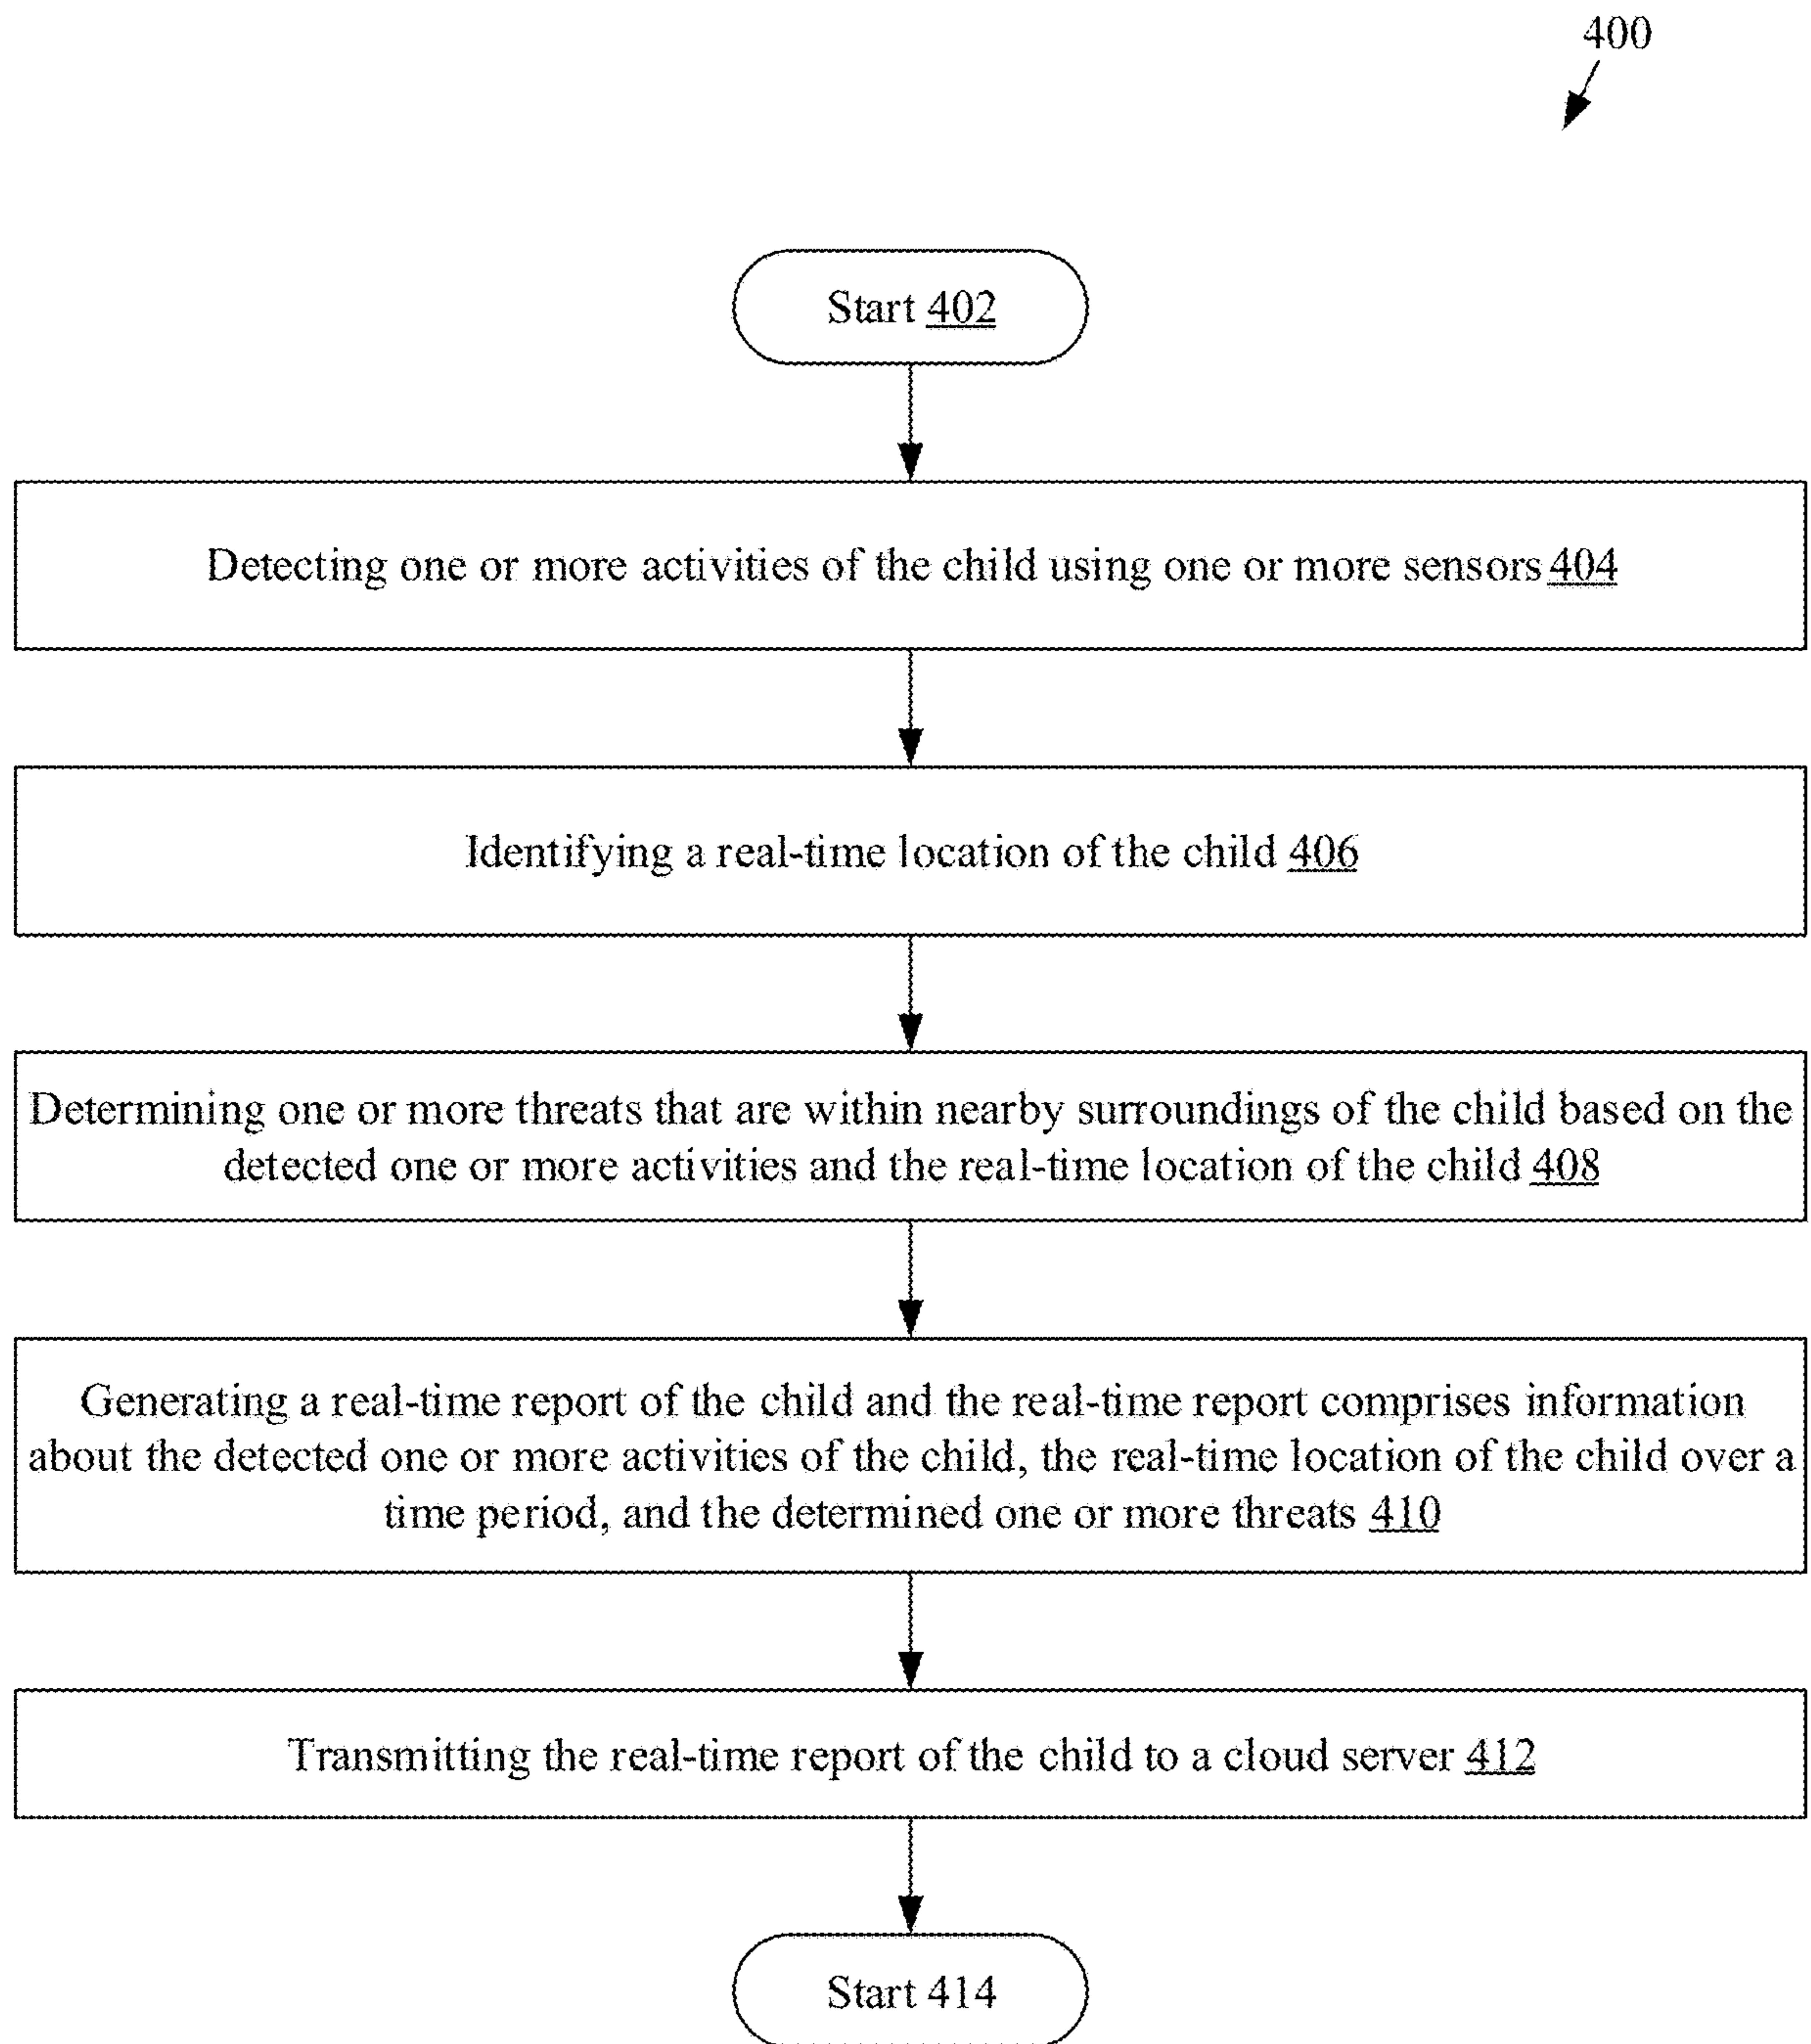 400
Start 402
Detecting one or more activities of the child using one or more sensors 404
Identifying a real-time location of the child 406
Determining one or more threats that are within nearby surroundings of the child based on the
detected one or more activities and the real-time location of the child 408
Generating a real-time report of the child and the real-time report comprises information
about the detected one or more activities of the child, the real-time location of the child over a
time period, and the determined one or more threats 410
Transmitting the real-time report of the child to a cloud server 412
Start 414